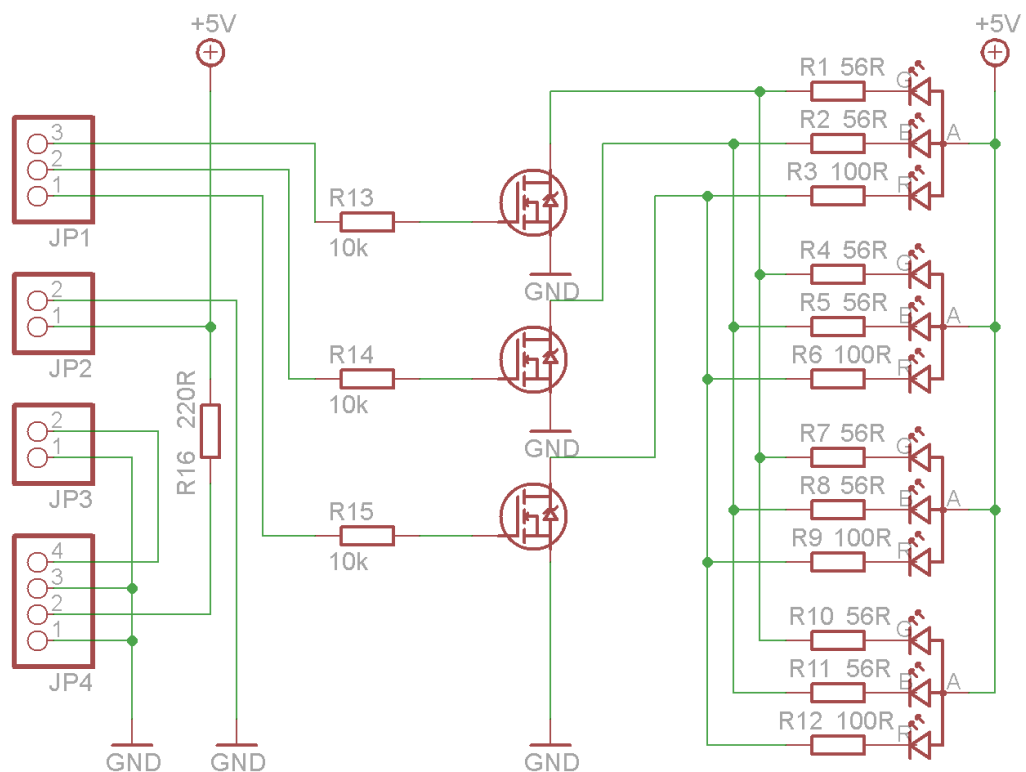 +5V
+5V
3
2
1
JP1
2
1
JP2
2
1
JP3
4
3
2
1
JP4
GND
GND
R16 220R
R13
10k
GND
R14
10k
GND
R15
10k
GND
R1 56R
G
R2 56R
B
A
R3 100R
R
R4 56R
G
R5 56R
B
A
R6 100R
R
R7 56R
G
R8 56R
B
A
R9 100R
R
R10 56R
G
R11 56R
B
A
R12 100R
R